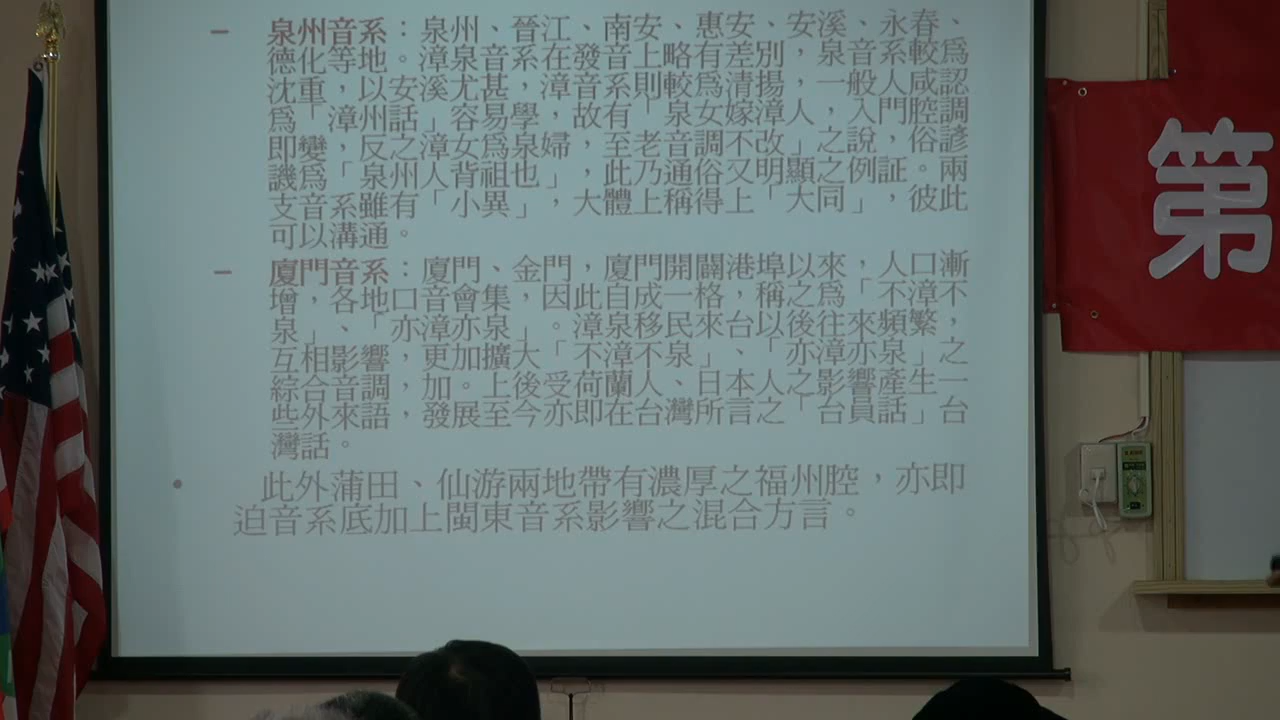 – 泉州音系：泉州、晉江、南安、惠安、安溪、永春、
德化等地。漳泉音系在發音上略有差別，泉音系較為
沈重，以安溪尤甚，漳音系則較為清揚，一般人咸認
為「漳州話」容易學，故有「泉女嫁漳人，入門腔調
即變，反之漳女為泉婦，至老音調不改」之說，俗諺
譏為「泉州人背祖也」，此乃通俗又明顯之例証。兩
支音系雖有「小異」，大體上稱得上「大同」，彼此
可以溝通。
– 廈門音系：廈門、金門，廈門開闢港埠以來，人口漸
增，各地口音會集，因此自成一格，稱之為「不漳不
泉」、「亦漳亦泉」。漳泉移民來台以後往來頻繁，
互相影響，更加擴大「不漳不泉」、「亦漳亦泉」之
綜合音調，加。上後受荷蘭人、日本人之影響產生一
些外來語，發展至今亦即在台灣所言之「台員話」台
灣話。
• 此外蒲田、仙游兩地帶有濃厚之福州腔，亦即
迫音系底加上閩東音系影響之混合方言。
第